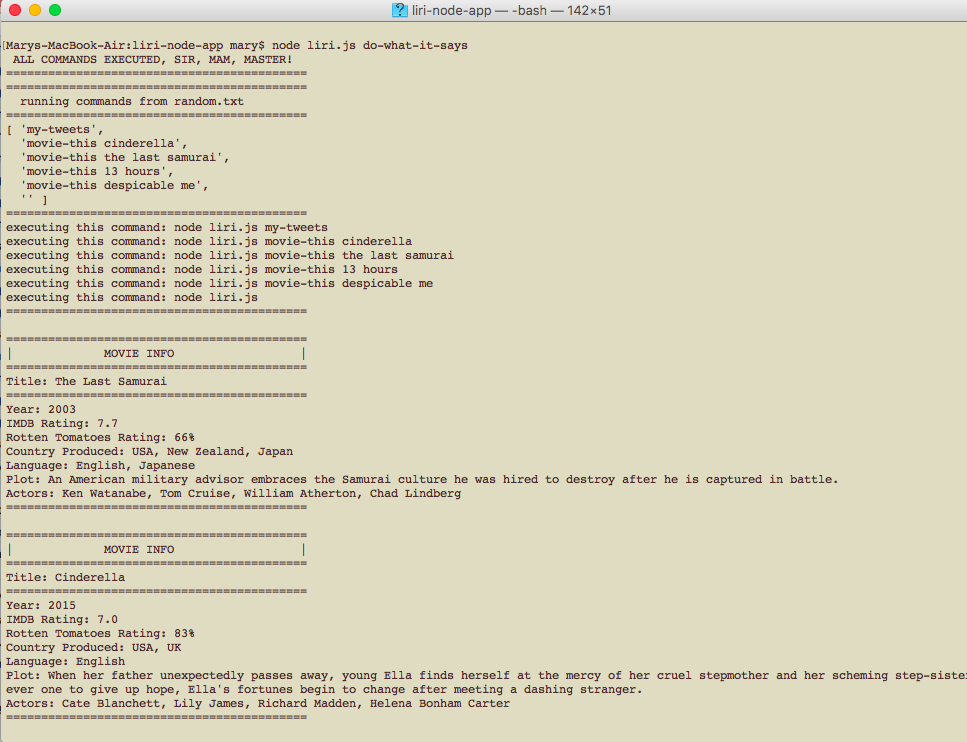 liri-node-app — -bash — 142×51
[Marys-MacBook-Air:liri-node-app mary$ node liri.js do-what-it-says
ALL COMMANDS EXECUTED, SIR, MAM, MASTER!
===========================================
===========================================
running commands from random.txt
===========================================
[ 'my-tweets',
'movie-this cinderella',
'movie-this the last samurai',
'movie-this 13 hours',
'movie-this despicable me',
'' ]
===========================================
executing this command: node liri.js my-tweets
executing this command: node liri.js movie-this cinderella
executing this command: node liri.js movie-this the last samurai
executing this command: node liri.js movie-this 13 hours
executing this command: node liri.js movie-this despicable me
executing this command: node liri.js
===========================================
===========================================
| MOVIE INFO |
===========================================
Title: The Last Samurai
===========================================
Year: 2003
IMDB Rating: 7.7
Rotten Tomatoes Rating: 66%
Country Produced: USA, New Zealand, Japan
Language: English, Japanese
Plot: An American military advisor embraces the Samurai culture he was hired to destroy after he is captured in battle.
Actors: Ken Watanabe, Tom Cruise, William Atherton, Chad Lindberg
===========================================
===========================================
| MOVIE INFO |
===========================================
Title: Cinderella
===========================================
Year: 2015
IMDB Rating: 7.0
Rotten Tomatoes Rating: 83%
Country Produced: USA, UK
Language: English
Plot: When her father unexpectedly passes away, young Ella finds herself at the mercy of her cruel stepmother and her scheming step-siste
ever one to give up hope, Ella's fortunes begin to change after meeting a dashing stranger.
Actors: Cate Blanchett, Lily James, Richard Madden, Helena Bonham Carter
===========================================